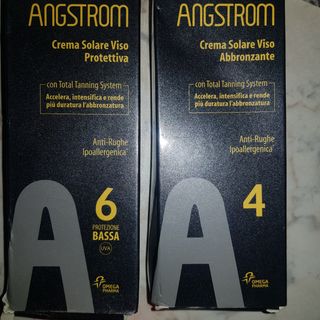 ANGSTROM
Crema Solare Viso
Protettiva
con Total Tanning System
Accelera, intensifica e rende
più duratura l'abbronzatura
Anti-Rughe
Ipoallergenica*
A
6
PROTEZIONE
BASSA
UVA
OMEGA
PHARMA
ANGSTROM
Crema Solare Viso
Abbronzante
con Total Tanning System
Accelera, intensifica e rende
più duratura l'abbronzatura
Anti-Rughe
Ipoallergenica*
A
4
OMEGA
PHARMA